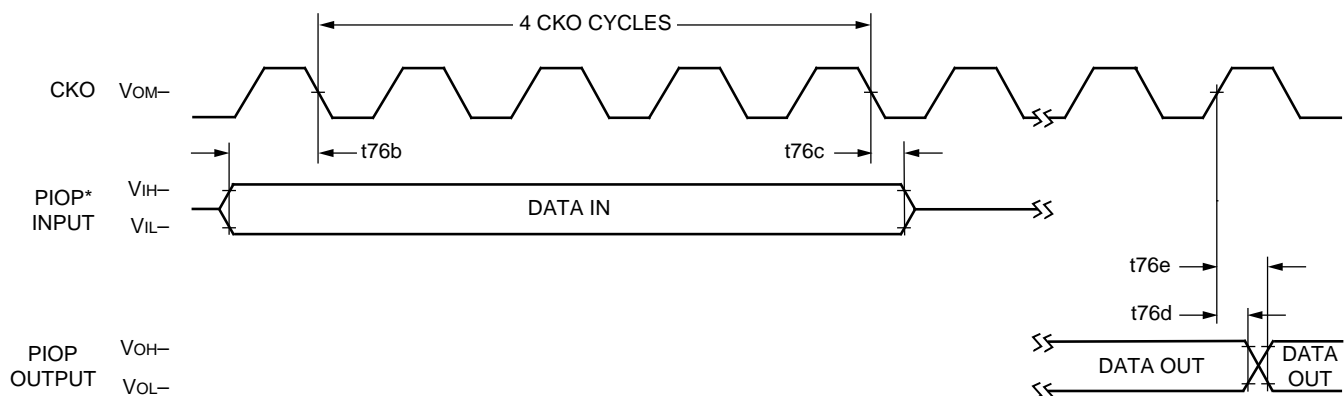 4 CKO CYCLES
CKO VOM–
t76b
t76c
PIOP*
INPUT
VIH–
VIL–
DATA IN
t76e
t76d
PIOP
OUTPUT
VOH–
VOL–
DATA OUT
DATA
OUT